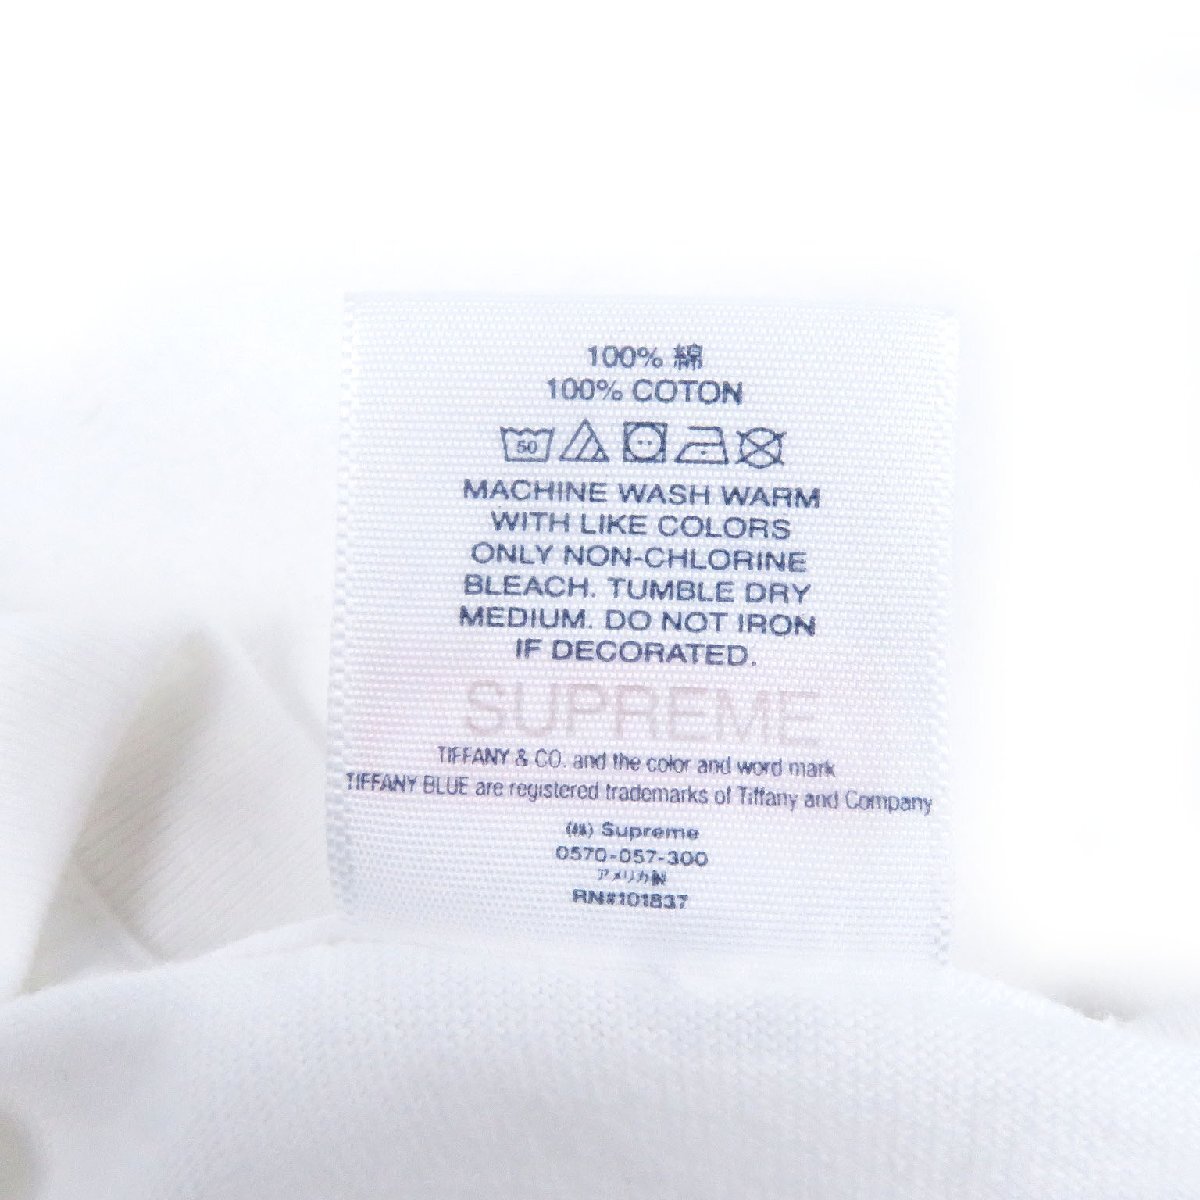 100% 綿
100% COTON
50
MACHINE WASH WARM
WITH LIKE COLORS
ONLY NON-CHLORINE
BLEACH. TUMBLE DRY
MEDIUM. DO NOT IRON
IF DECORATED.
SUPREME
TIFFANY & CO. and the color and word mark
TIFFANY BLUE are registered trademarks of Tiffany and Company
(株) Supreme
0570-057-300
アメリカ製
RN#101837